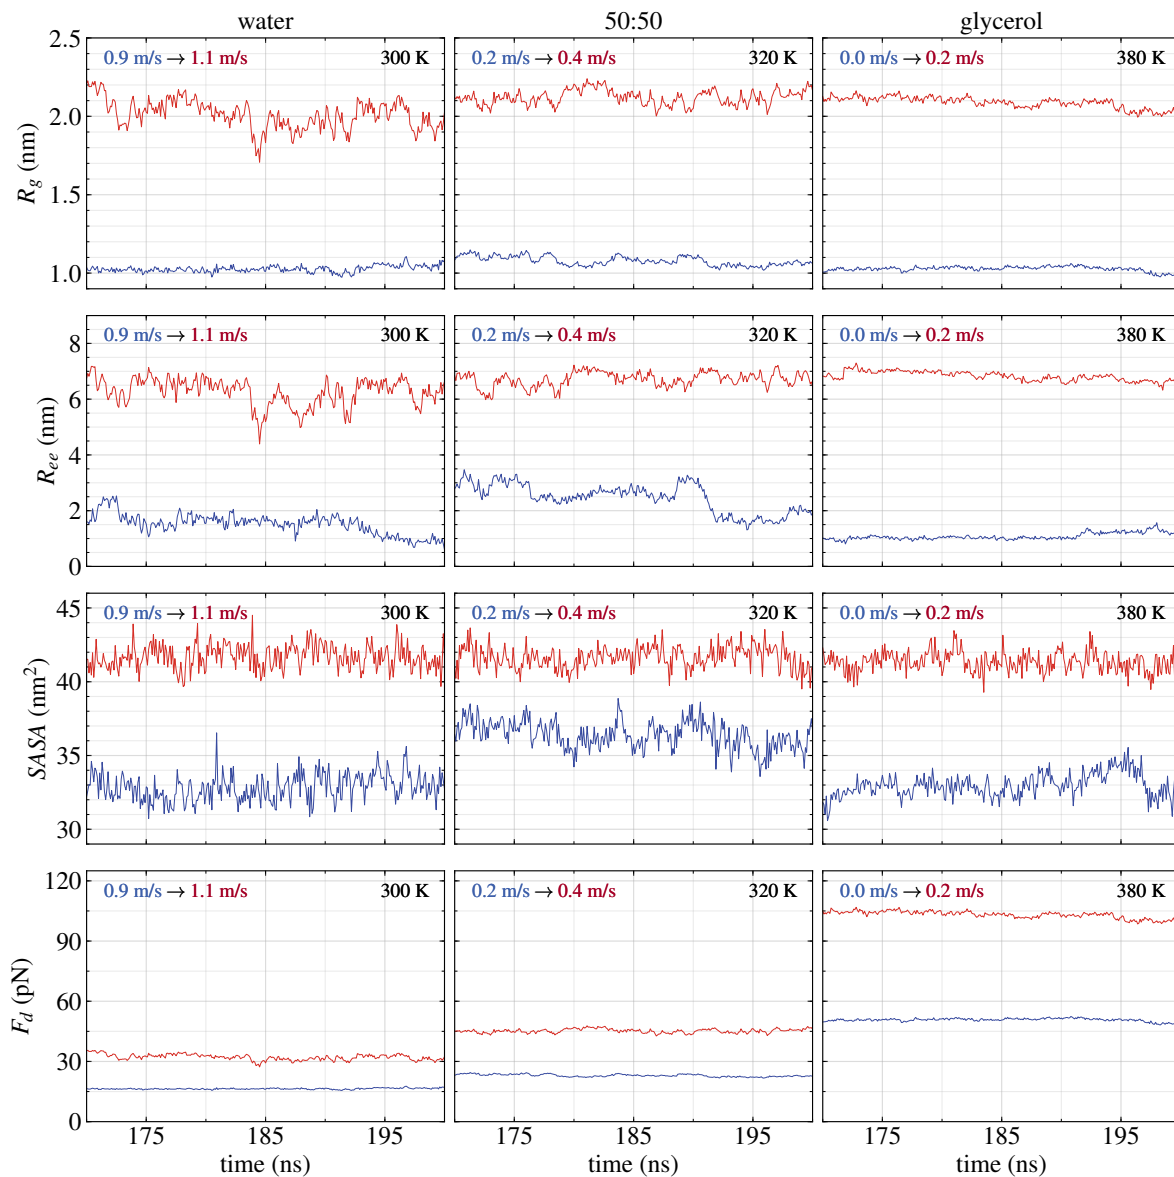 water 50:50 glycerol
2.5
2.0
1.5
1.0
R_g (nm)
0.9 m/s → 1.1 m/s 300 K
0.2 m/s → 0.4 m/s 320 K
0.0 m/s → 0.2 m/s 380 K
8
6
4
2
0
R_ee (nm)
0.9 m/s → 1.1 m/s 300 K
0.2 m/s → 0.4 m/s 320 K
0.0 m/s → 0.2 m/s 380 K
45
40
35
30
SASA (nm²)
0.9 m/s → 1.1 m/s 300 K
0.2 m/s → 0.4 m/s 320 K
0.0 m/s → 0.2 m/s 380 K
120
90
60
30
0
F_d (pN)
0.9 m/s → 1.1 m/s 300 K
0.2 m/s → 0.4 m/s 320 K
0.0 m/s → 0.2 m/s 380 K
175 185 195 175 185 195 175 185 195
time (ns) time (ns) time (ns)